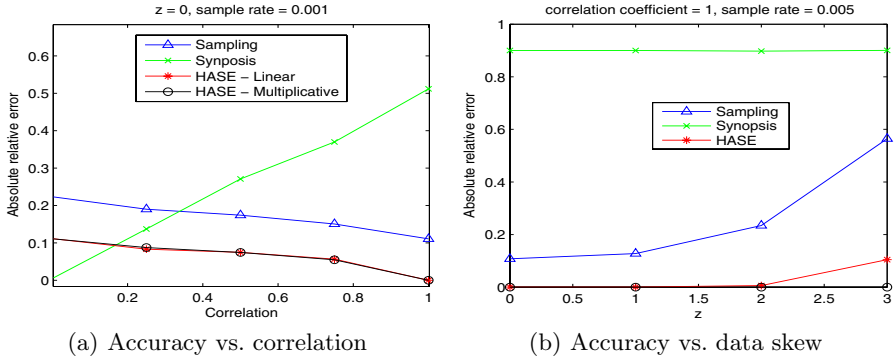 z = 0, sample rate = 0.001
Absolute relative error
0.6
0.5
0.4
0.3
0.2
0.1
0
Sampling
Synposis
HASE − Linear
HASE − Multiplicative
0.2
0.4
0.6
0.8
1
Correlation
(a) Accuracy vs. correlation
correlation coefficient = 1, sample rate = 0.005
Absolute relative error
1
0.8
0.6
0.4
0.2
0
Sampling
Synopsis
HASE
0
0.5
1
1.5
2
2.5
3
z
(b) Accuracy vs. data skew